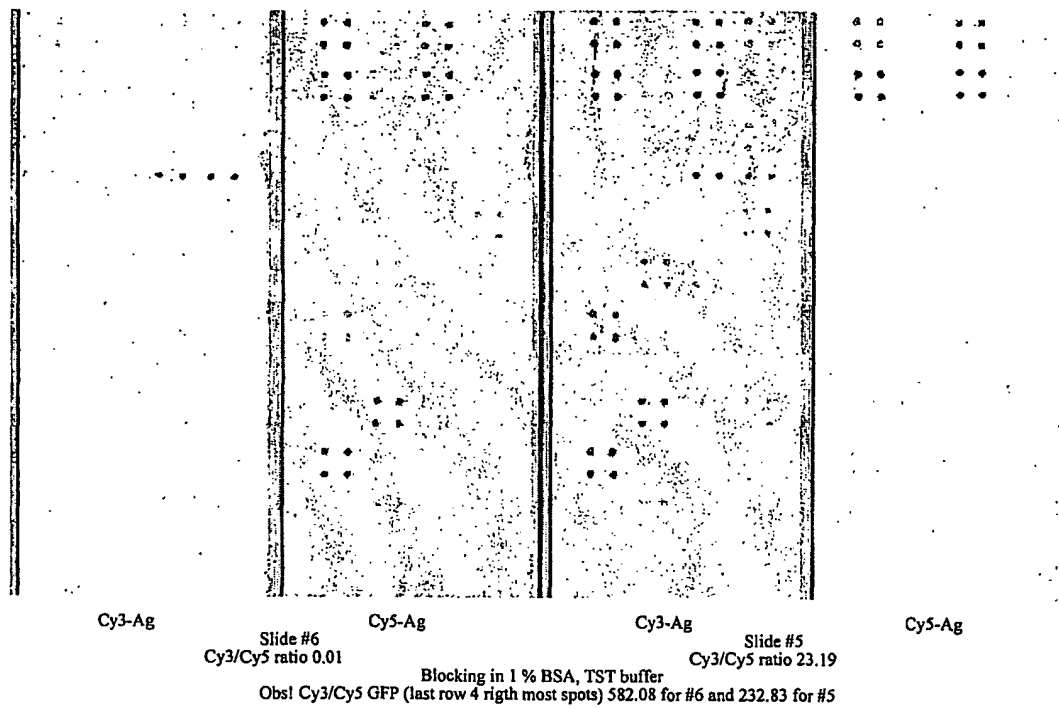 Cy3-Ag Cy5-Ag Cy3-Ag Cy5-Ag
Slide #6 Slide #5
Cy3/Cy5 ratio 0.01 Cy3/Cy5 ratio 23.19
Blocking in 1 % BSA, TST buffer
Obs! Cy3/Cy5 GFP (last row 4 rigth most spots) 582.08 for #6 and 232.83 for #5